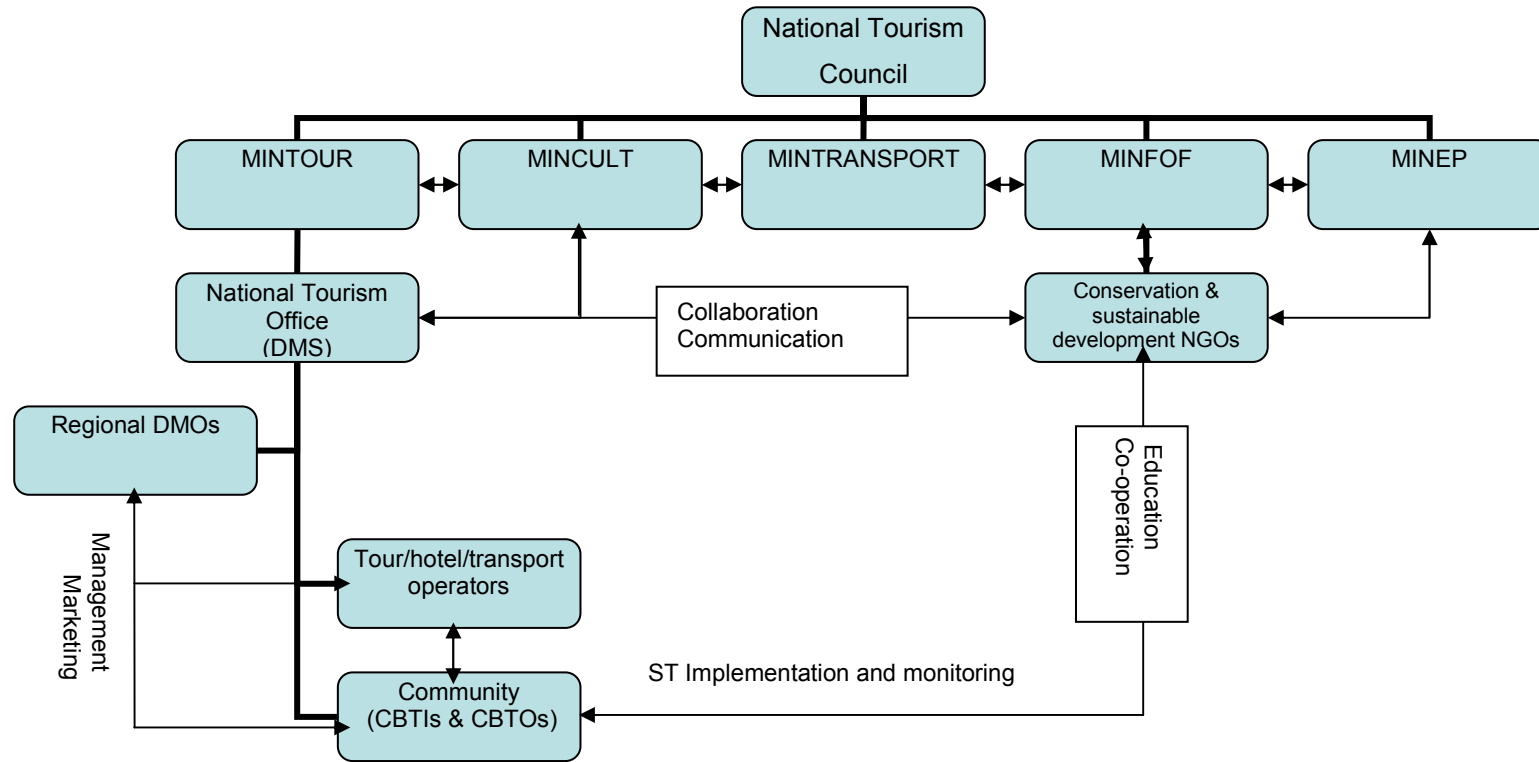 National Tourism
Council
MINTOUR
MINCULT
MINTRANSPORT
MINFOF
MINEP
National Tourism
Office
(DMS)
Collaboration
Communication
Conservation &
sustainable
development NGOs
Regional DMOs
Education
Co-operation
Management
Marketing
Tour/hotel/transport
operators
ST Implementation and monitoring
Community
(CBTIs & CBTOs)